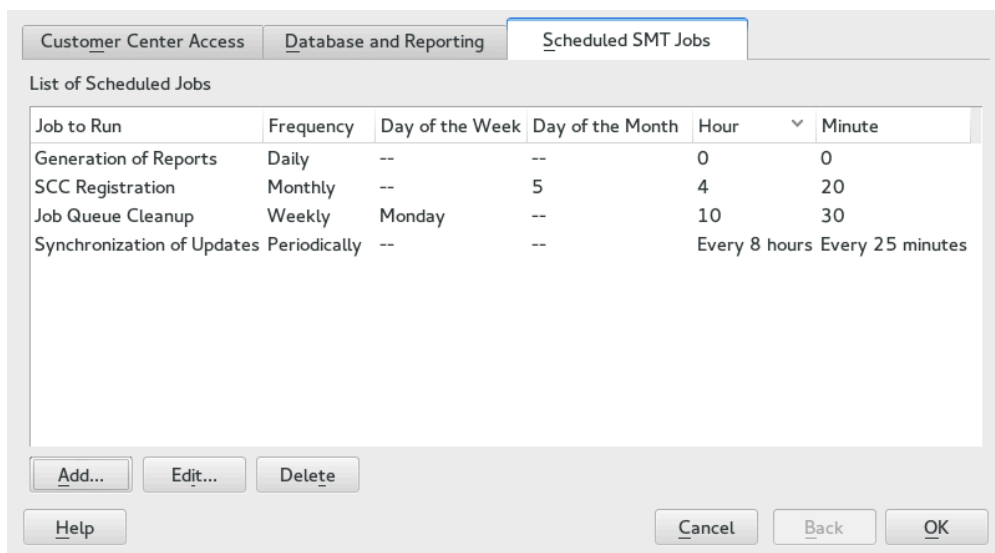 Customer Center Access Database and Reporting Scheduled SMT Jobs
List of Scheduled Jobs
Job to Run Frequency Day of the Week Day of the Month Hour Minute
Generation of Reports Daily -- -- 0 0
SCC Registration Monthly -- 5 4 20
Job Queue Cleanup Weekly Monday -- 10 30
Synchronization of Updates Periodically -- -- Every 8 hours Every 25 minutes
Add... Edit... Delete
Help Cancel Back OK